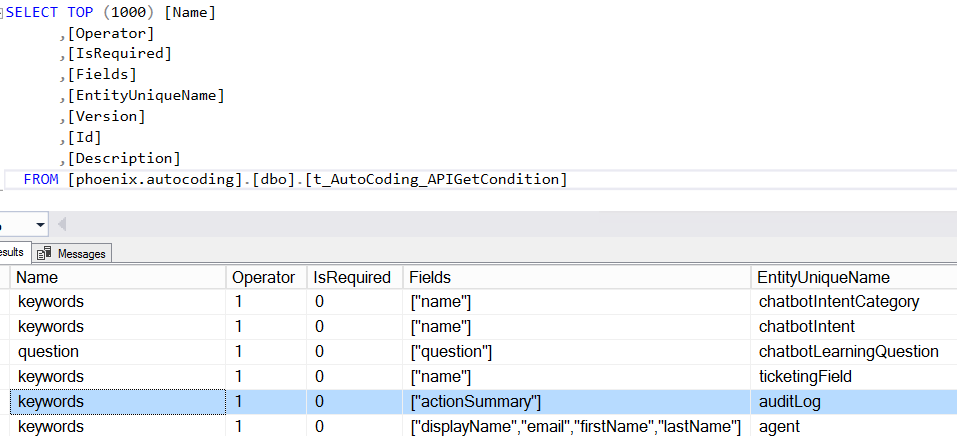 SELECT TOP (1000) [Name]
,[Operator]
,[IsRequired]
,[Fields]
,[EntityUniqueName]
,[Version]
,[Id]
,[Description]
FROM [phoenix.autocoding].[dbo].[t_AutoCoding_APIGetCondition]
esults Messages
Name Operator IsRequired Fields EntityUniqueName
keywords 1 0 ["name"] chatbotIntentCategory
keywords 1 0 ["name"] chatbotIntent
question 1 0 ["question"] chatbotLearningQuestion
keywords 1 0 ["name"] ticketingField
keywords 1 0 ["actionSummary"] auditLog
keywords 1 0 ["displayName","email","firstName","lastName"] agent